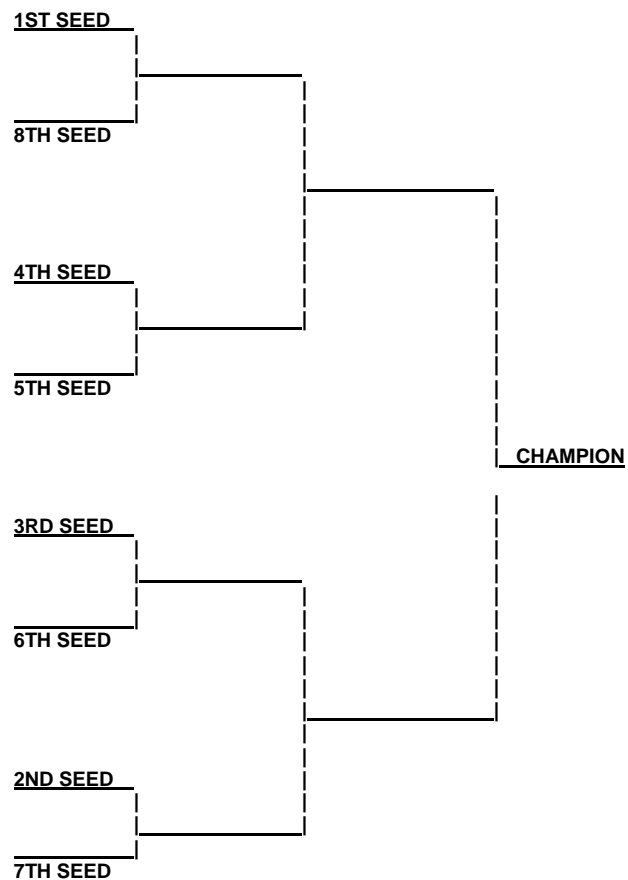 1ST SEED
8TH SEED
4TH SEED
5TH SEED
CHAMPION
3RD SEED
6TH SEED
2ND SEED
7TH SEED